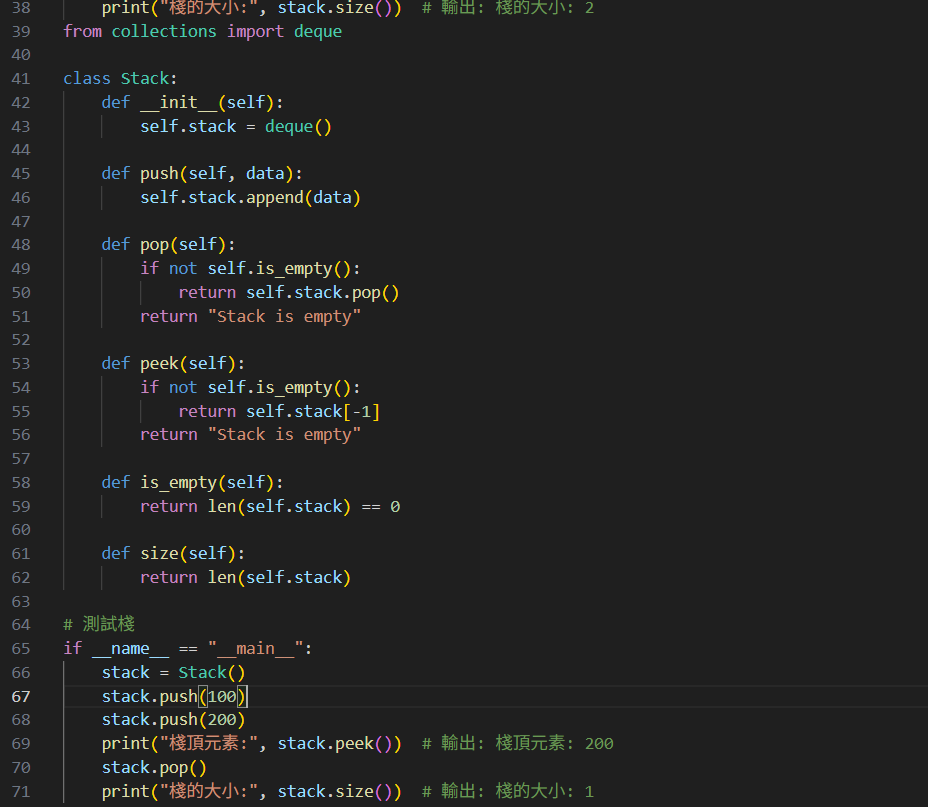 38 print("棧的大小:", stack.size()) # 輸出: 棧的大小: 2
39 from collections import deque
40
41 class Stack:
42 def __init__(self):
43 self.stack = deque()
44
45 def push(self, data):
46 self.stack.append(data)
47
48 def pop(self):
49 if not self.is_empty():
50 return self.stack.pop()
51 return "Stack is empty"
52
53 def peek(self):
54 if not self.is_empty():
55 return self.stack[-1]
56 return "Stack is empty"
57
58 def is_empty(self):
59 return len(self.stack) == 0
60
61 def size(self):
62 return len(self.stack)
63
64 # 測試棧
65 if __name__ == "__main__":
66 stack = Stack()
67 stack.push(100)
68 stack.push(200)
69 print("棧頂元素:", stack.peek()) # 輸出: 棧頂元素: 200
70 stack.pop()
71 print("棧的大小:", stack.size()) # 輸出: 棧的大小: 1